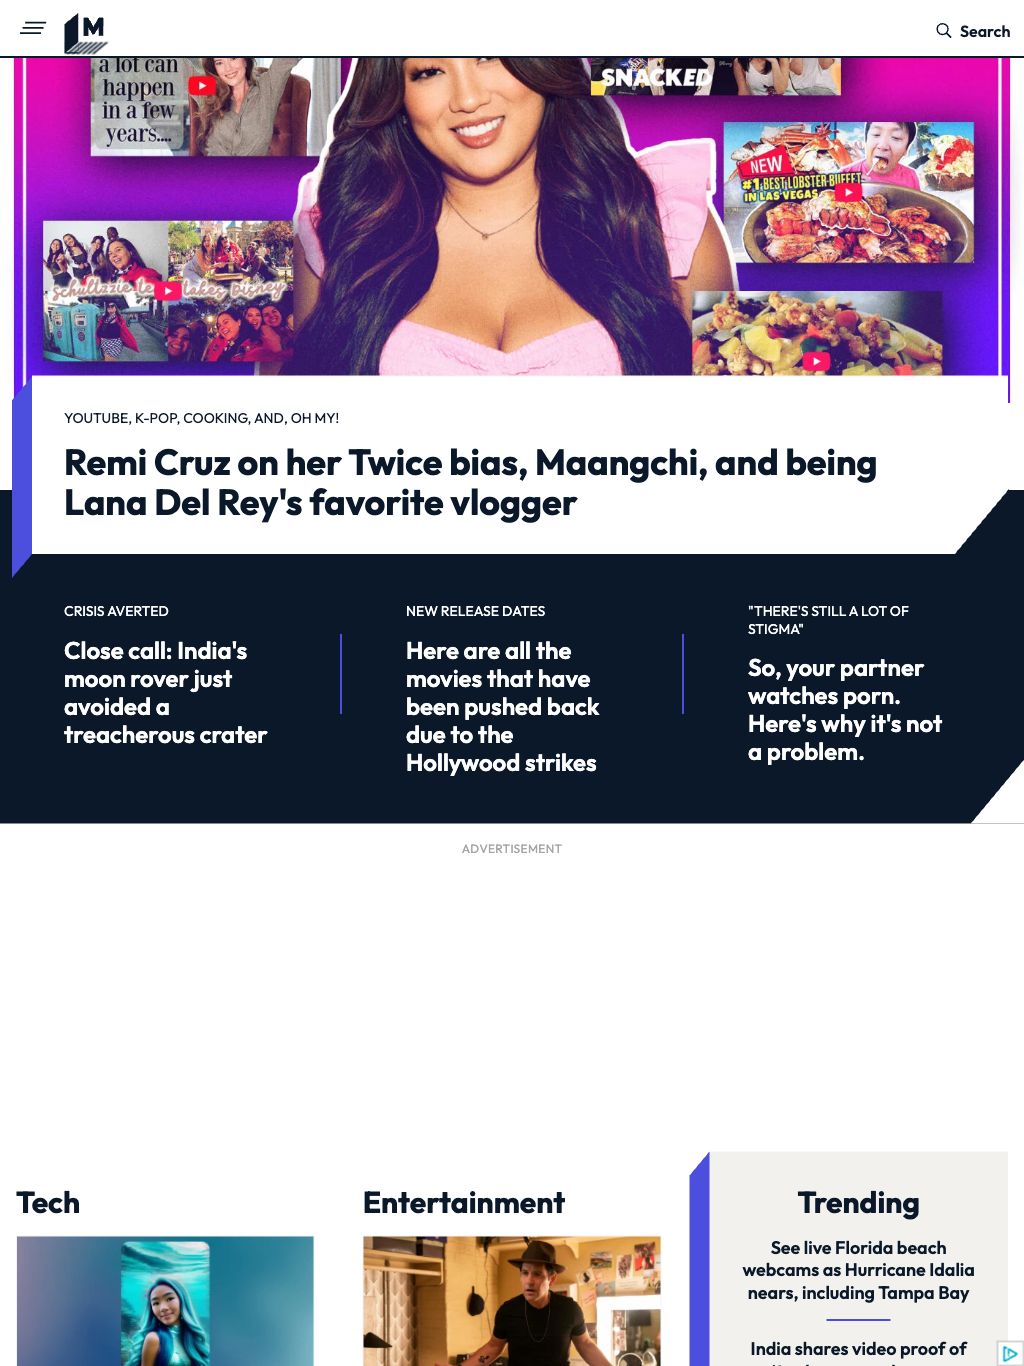 M
Search
a lot can
happen
in a few
years....
SNACKED
NEW
#1 BEST LOBSTER BUFFET
IN LAS VEGAS
YOUTUBE, K-POP, COOKING, AND, OH MY!
Remi Cruz on her Twice bias, Maangchi, and being
Lana Del Rey's favorite vlogger
CRISIS AVERTED
Close call: India's
moon rover just
avoided a
treacherous crater
NEW RELEASE DATES
Here are all the
movies that have
been pushed back
due to the
Hollywood strikes
"THERE'S STILL A LOT OF
STIGMA"
So, your partner
watches porn.
Here's why it's not
a problem.
ADVERTISEMENT
Tech
Entertainment
Trending
See live Florida beach
webcams as Hurricane Idalia
nears, including Tampa Bay
India shares video proof of